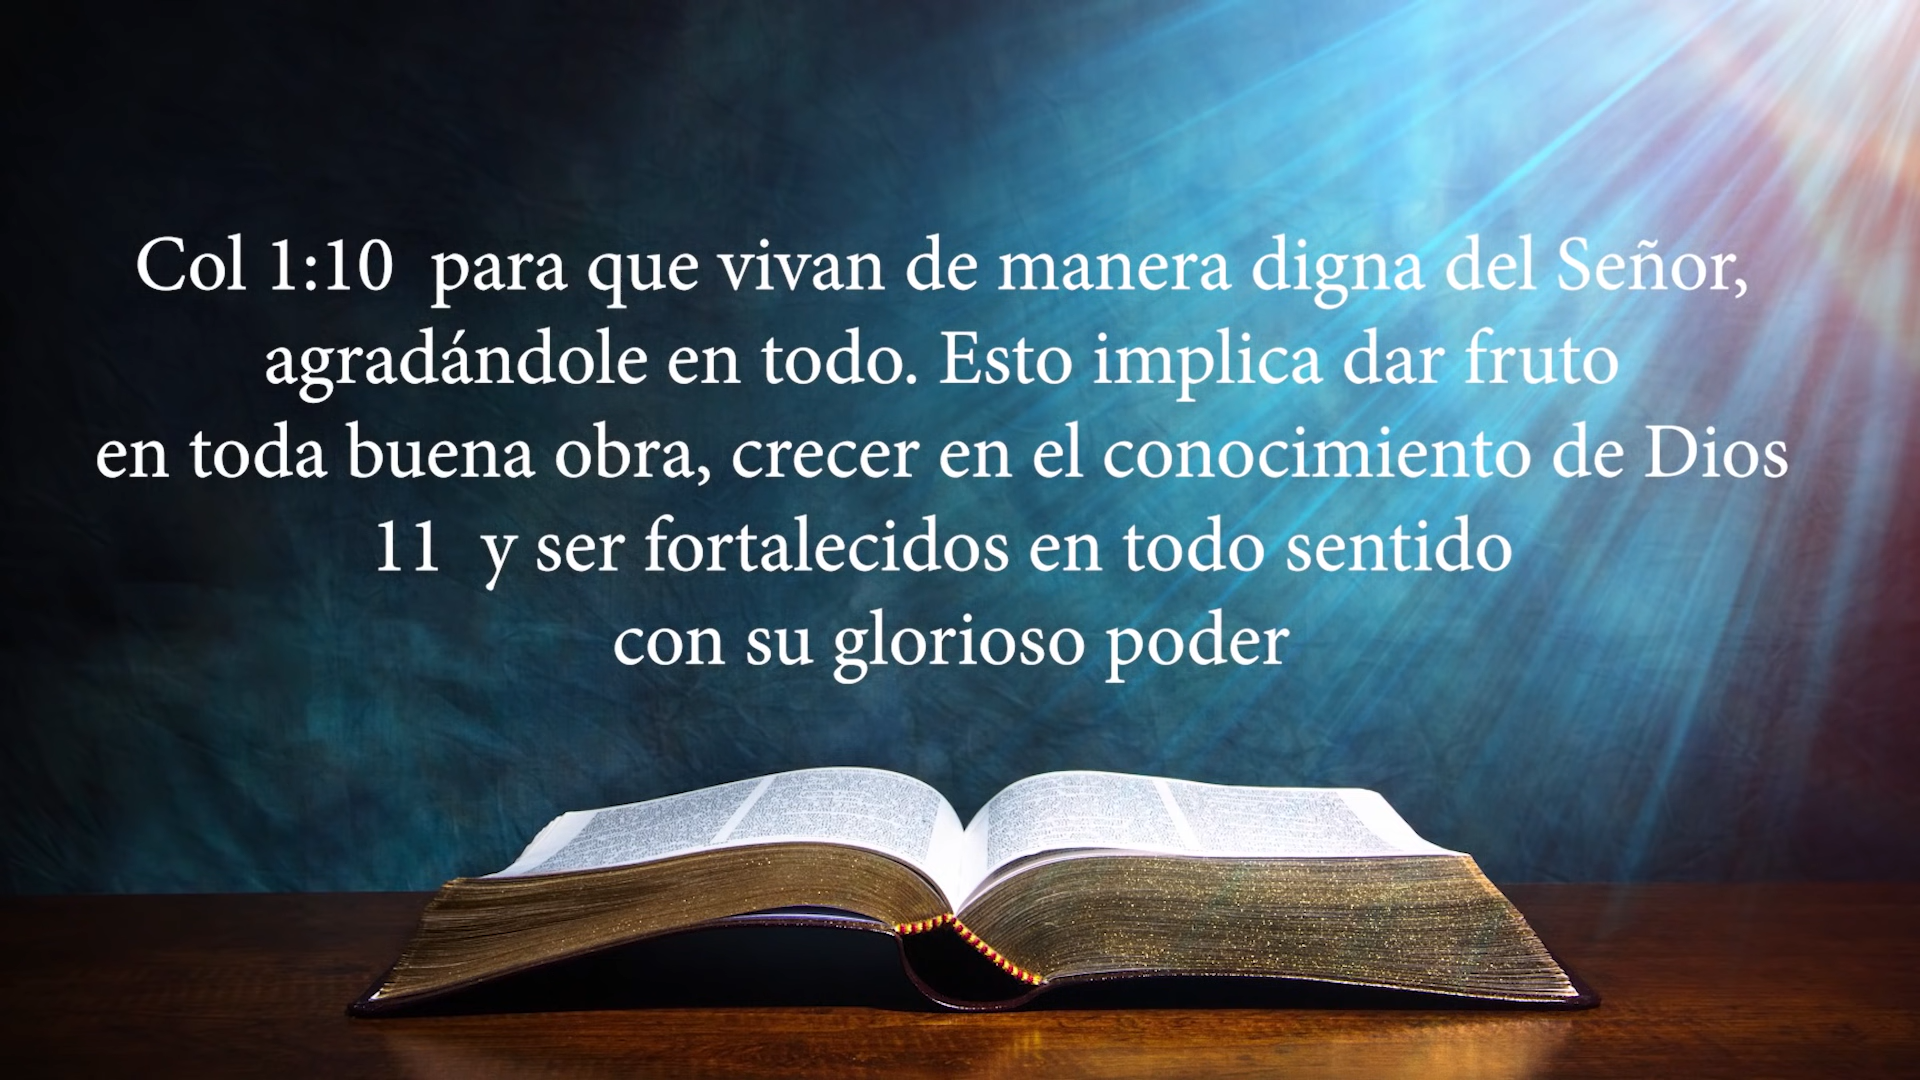 Col 1:10  para que vivan de manera digna del Señor,
agradándole en todo. Esto implica dar fruto
en toda buena obra, crecer en el conocimiento de Dios
11  y ser fortalecidos en todo sentido
con su glorioso poder